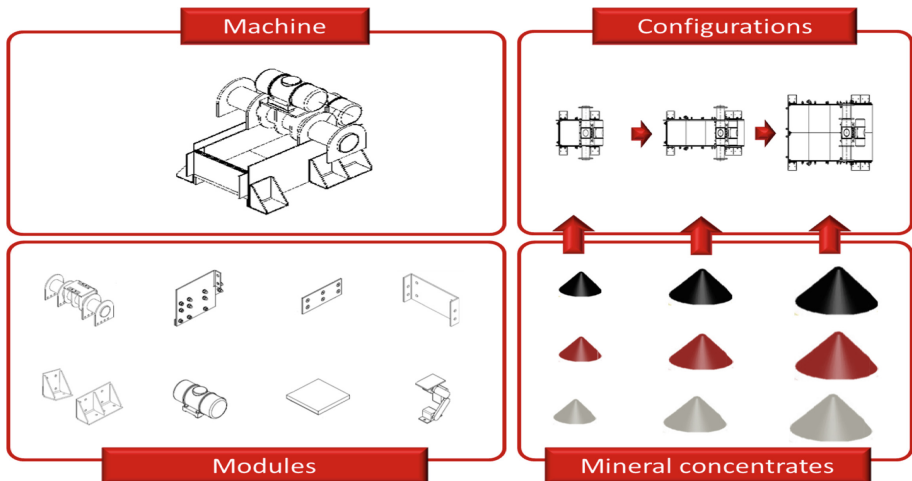 Machine
Configurations
Modules
Mineral concentrates